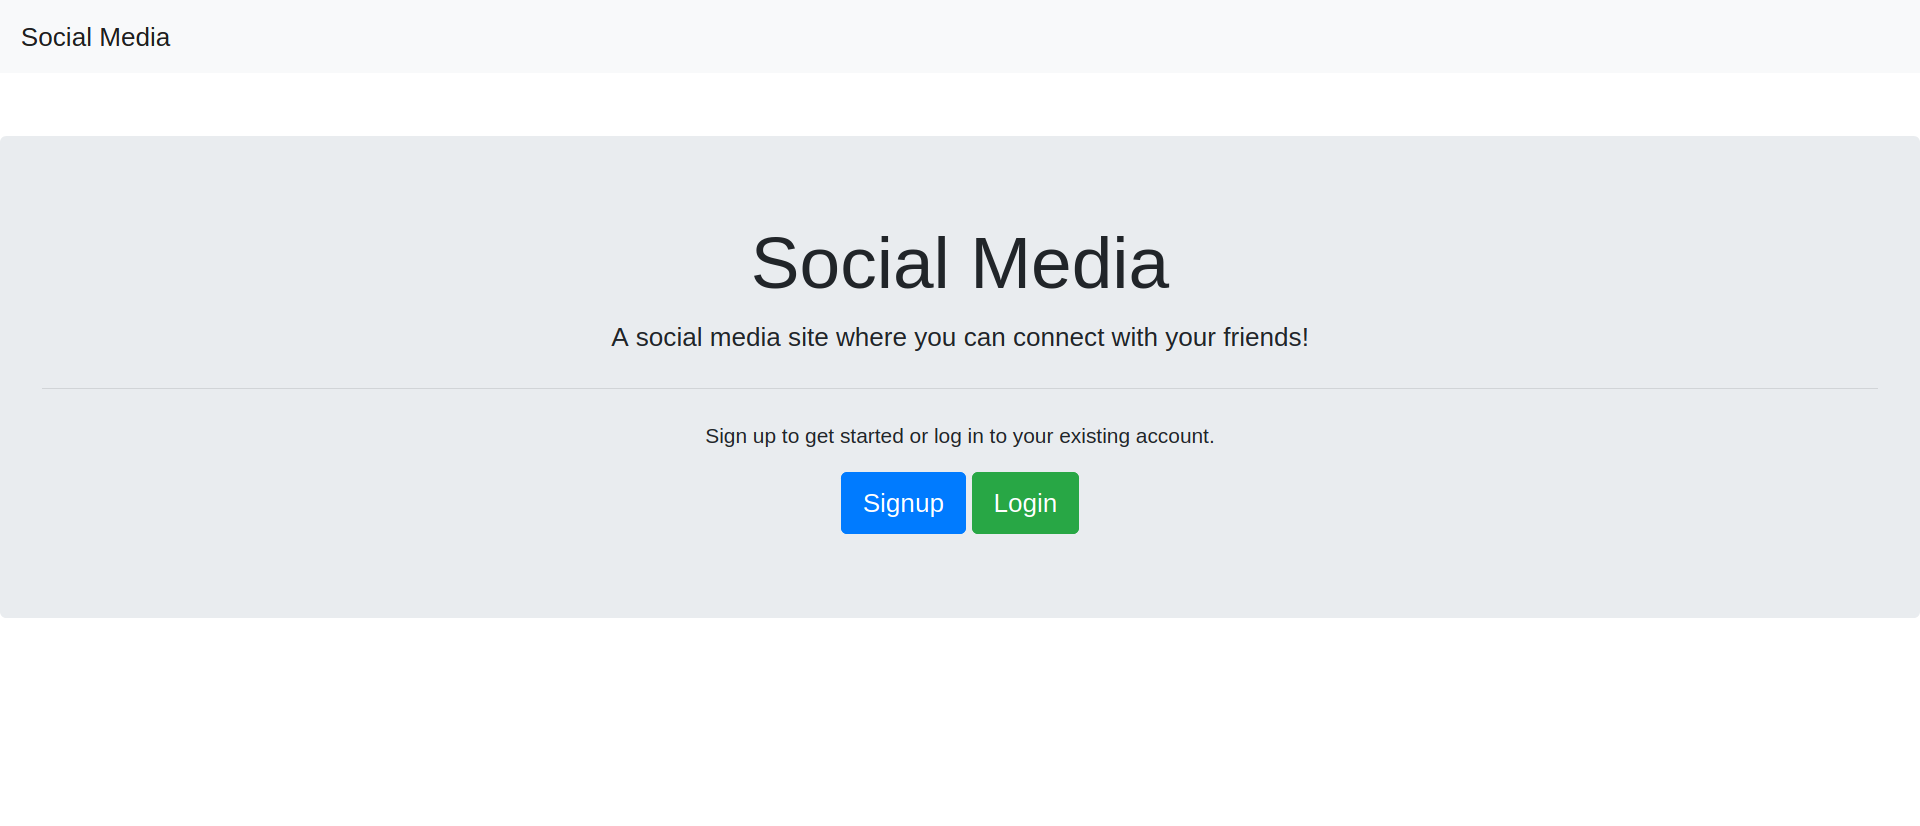 Social Media
Social Media
A social media site where you can connect with your friends!
Sign up to get started or log in to your existing account.
Signup Login